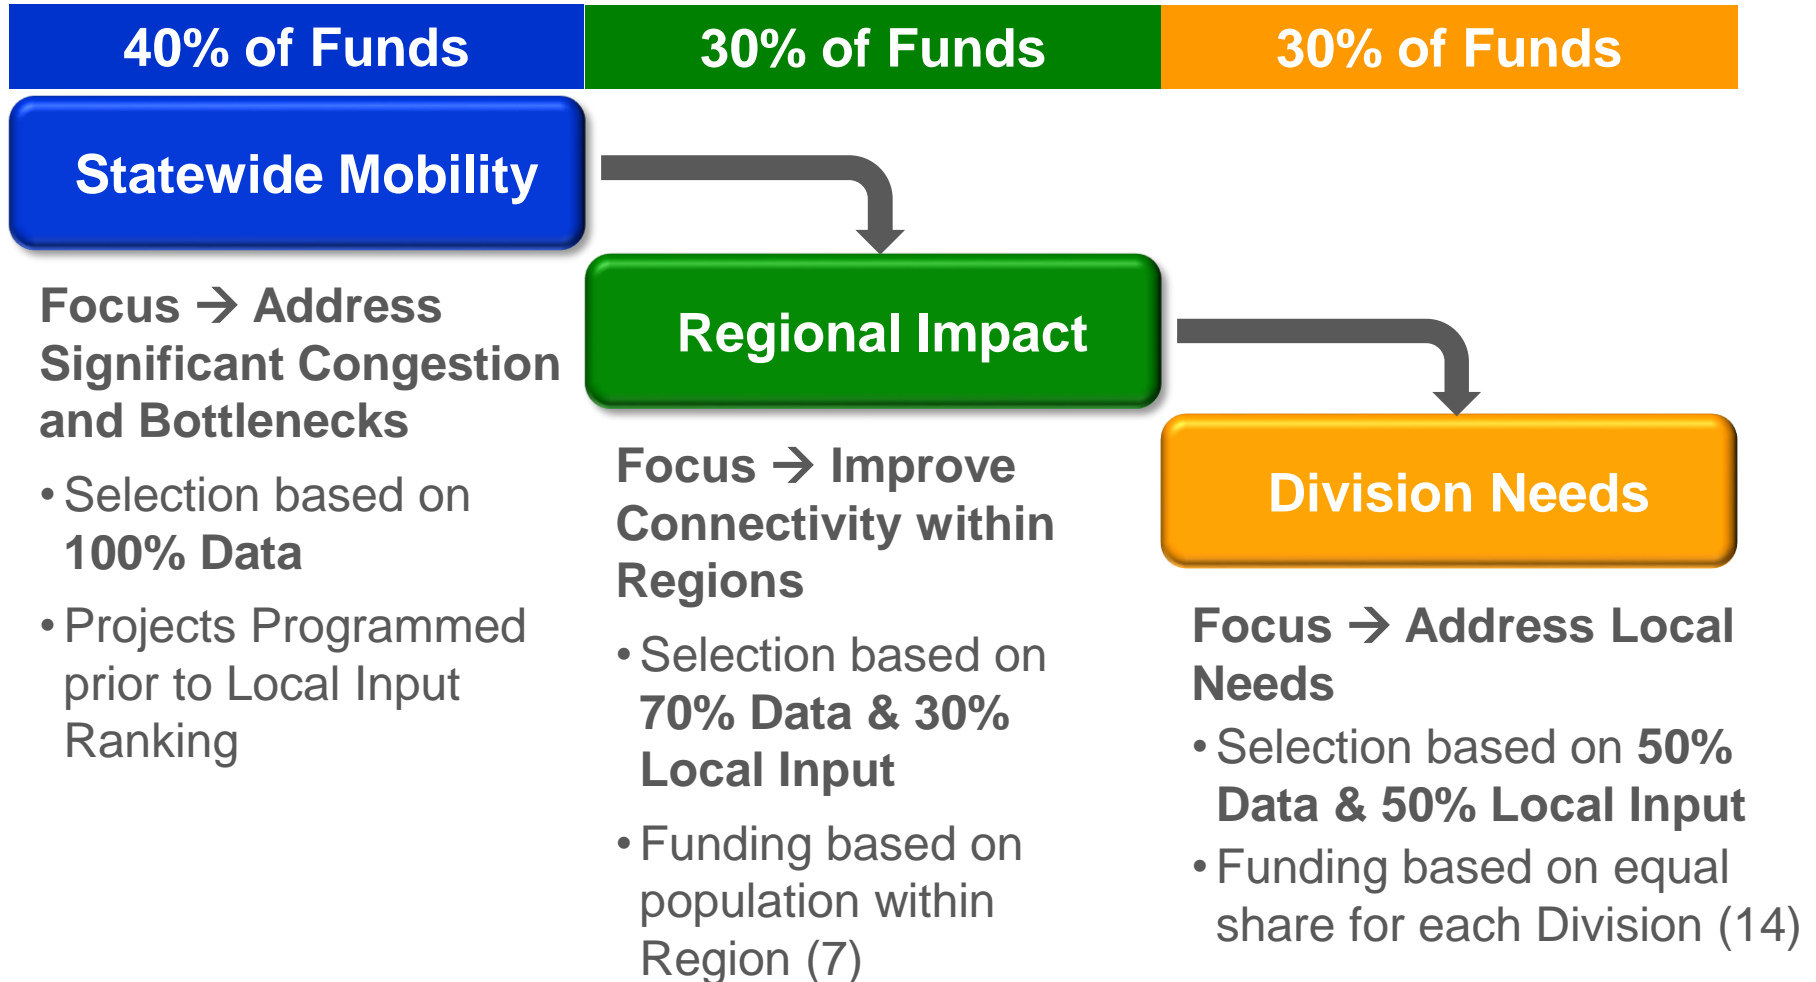 40% of Funds
30% of Funds
30% of Funds
Statewide Mobility
Focus → Address
Significant Congestion
and Bottlenecks
• Selection based on
100% Data
• Projects Programmed
prior to Local Input
Ranking
Regional Impact
Focus → Improve
Connectivity within
Regions
• Selection based on
70% Data & 30%
Local Input
• Funding based on
population within
Region (7)
Division Needs
Focus → Address Local
Needs
• Selection based on 50%
Data & 50% Local Input
• Funding based on equal
share for each Division (14)